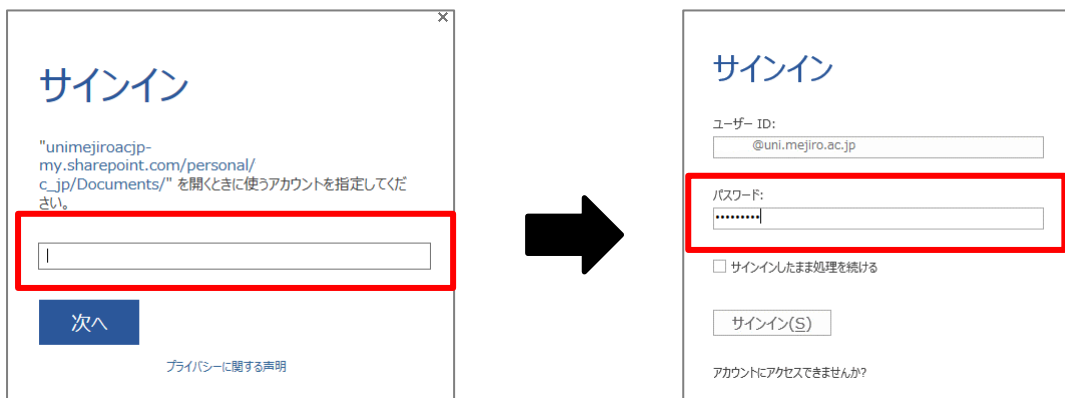 サインイン
"unimejiroacjp-
my.sharepoint.com/personal/
c_jp/Documents/" を開くときに使うアカウントを指定してくだ
さい。
次へ
プライバシーに関する声明
サインイン
ユーザー ID:
@uni.mejiro.ac.jp
パスワード:
•••••••••
サインインしたまま処理を続ける
サインイン(S)
アカウントにアクセスできませんか?